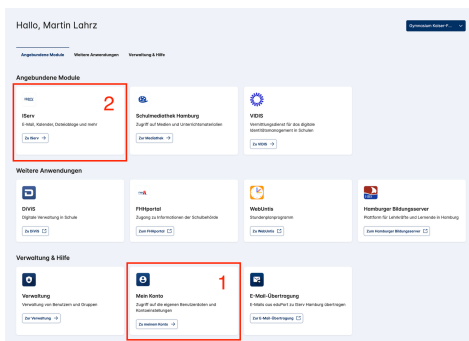 Hallo, Martin Lahrz
Gymnasium Kaiser-F...
Angebundene Module Weitere Anwendungen Verwaltung & Hilfe
Angebundene Module
IServ
2
IServ
E-Mail, Kalender, Dateiablage und mehr
Zu IServ →
Schulmediathek Hamburg
Zugriff auf Medien und Unterrichtsmaterialien
Zur Mediathek →
VIDIS
Vermittlungsdienst für das digitale
Identitätsmanagement in Schulen
Zu VIDIS →
Weitere Anwendungen
DiViS
Digitale Verwaltung in Schule
Zu DiViS
FHHportal
Zugang zu Informationen der Schulbehörde
Zum FHHportal
WebUntis
Stundenplanprogramm
Zu WebUntis
Hamburger Bildungsserver
Plattform für Lehrkräfte und Lernende in Hamburg
Zum Hamburger Bildungsserver
Verwaltung & Hilfe
Verwaltung
Verwaltung von Benutzern und Gruppen
Zur Verwaltung →
1
Mein Konto
Zugriff auf die eigenen Benutzerdaten und
Kontoeinstellungen
Zu meinem Konto →
E-Mail-Übertragung
E-Mails aus eduPort zu IServ Hamburg übertragen
Zur E-Mail-Übertragung